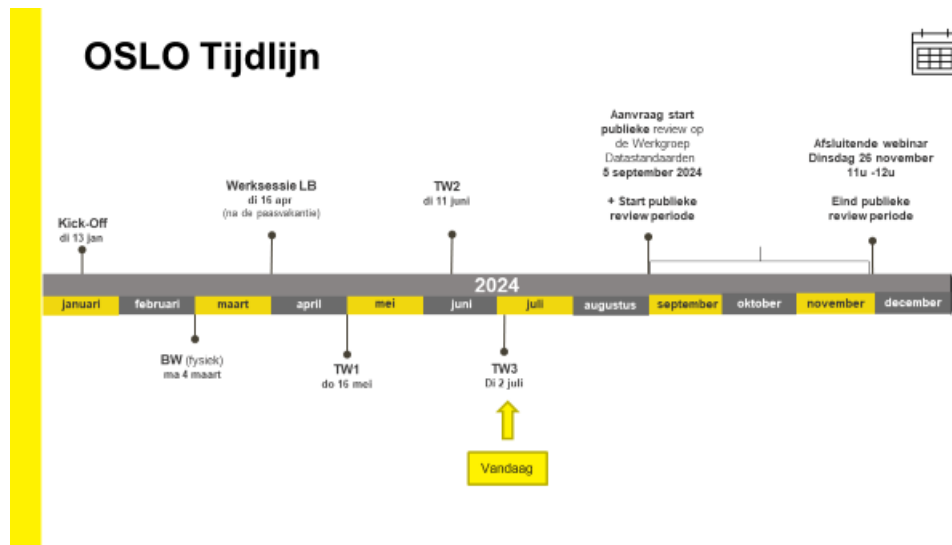 OSLO Tijdlijn
Aanvraag start
publieke review op
de Werkgroep
Datastandaarden
5 september 2024
+ Start publieke
review periode
Afsluitende webinar
Dinsdag 26 november
11u -12u
Eind publieke
review periode
Werksessie LB
di 16 apr
(na de paasvakantie)
TW2
di 11 juni
Kick-Off
di 13 jan
2024
januari februari maart april mei juni juli augustus september oktober november december
BW (fysiek)
ma 4 maart
TW1
do 16 mei
TW3
Di 2 juli
Vandaag